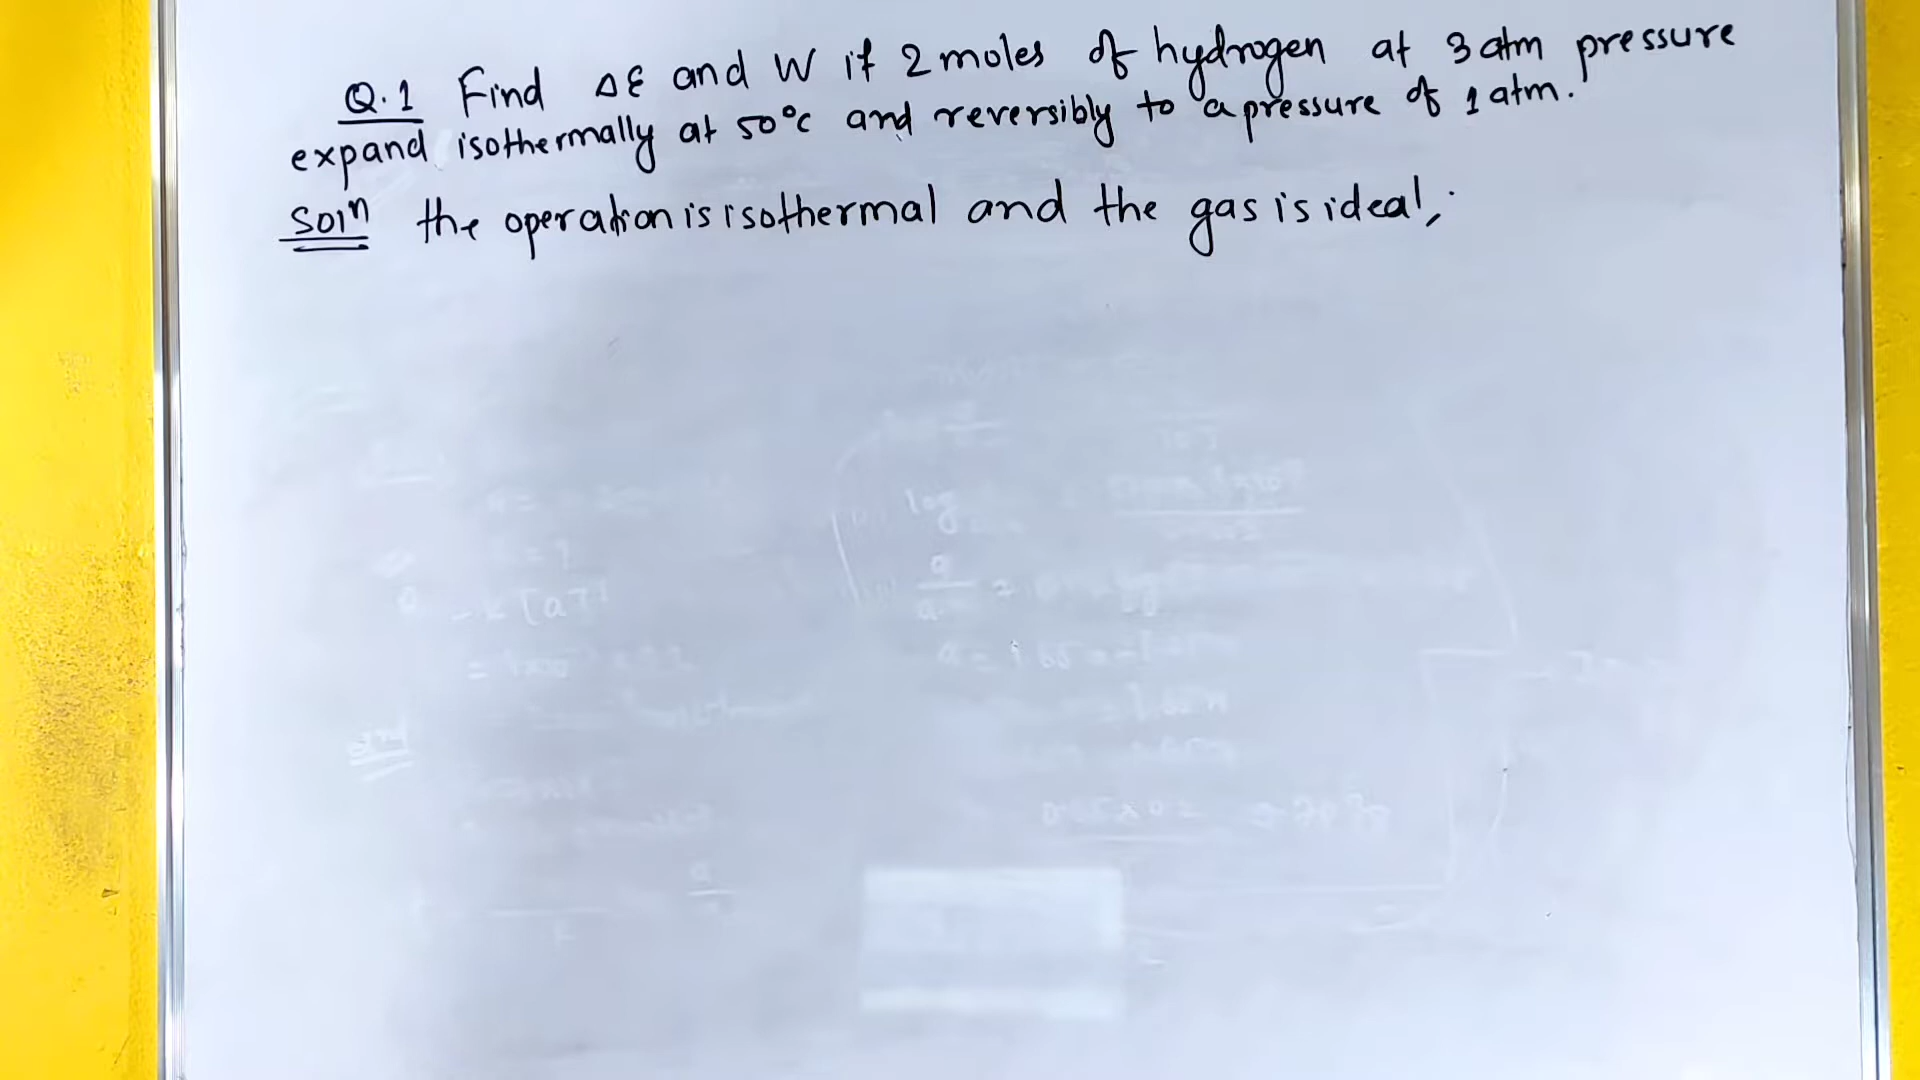 Q.1 Find ΔE and W if 2 moles of hydrogen at 3 atm pressure
expand isothermally at 50°C and reversibly to a pressure of 1 atm.
Soln the operation is isothermal and the gas is ideal,